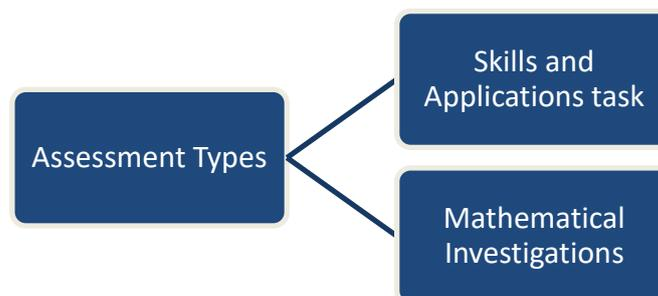 Assessment Types
Skills and
Applications task
Mathematical
Investigations